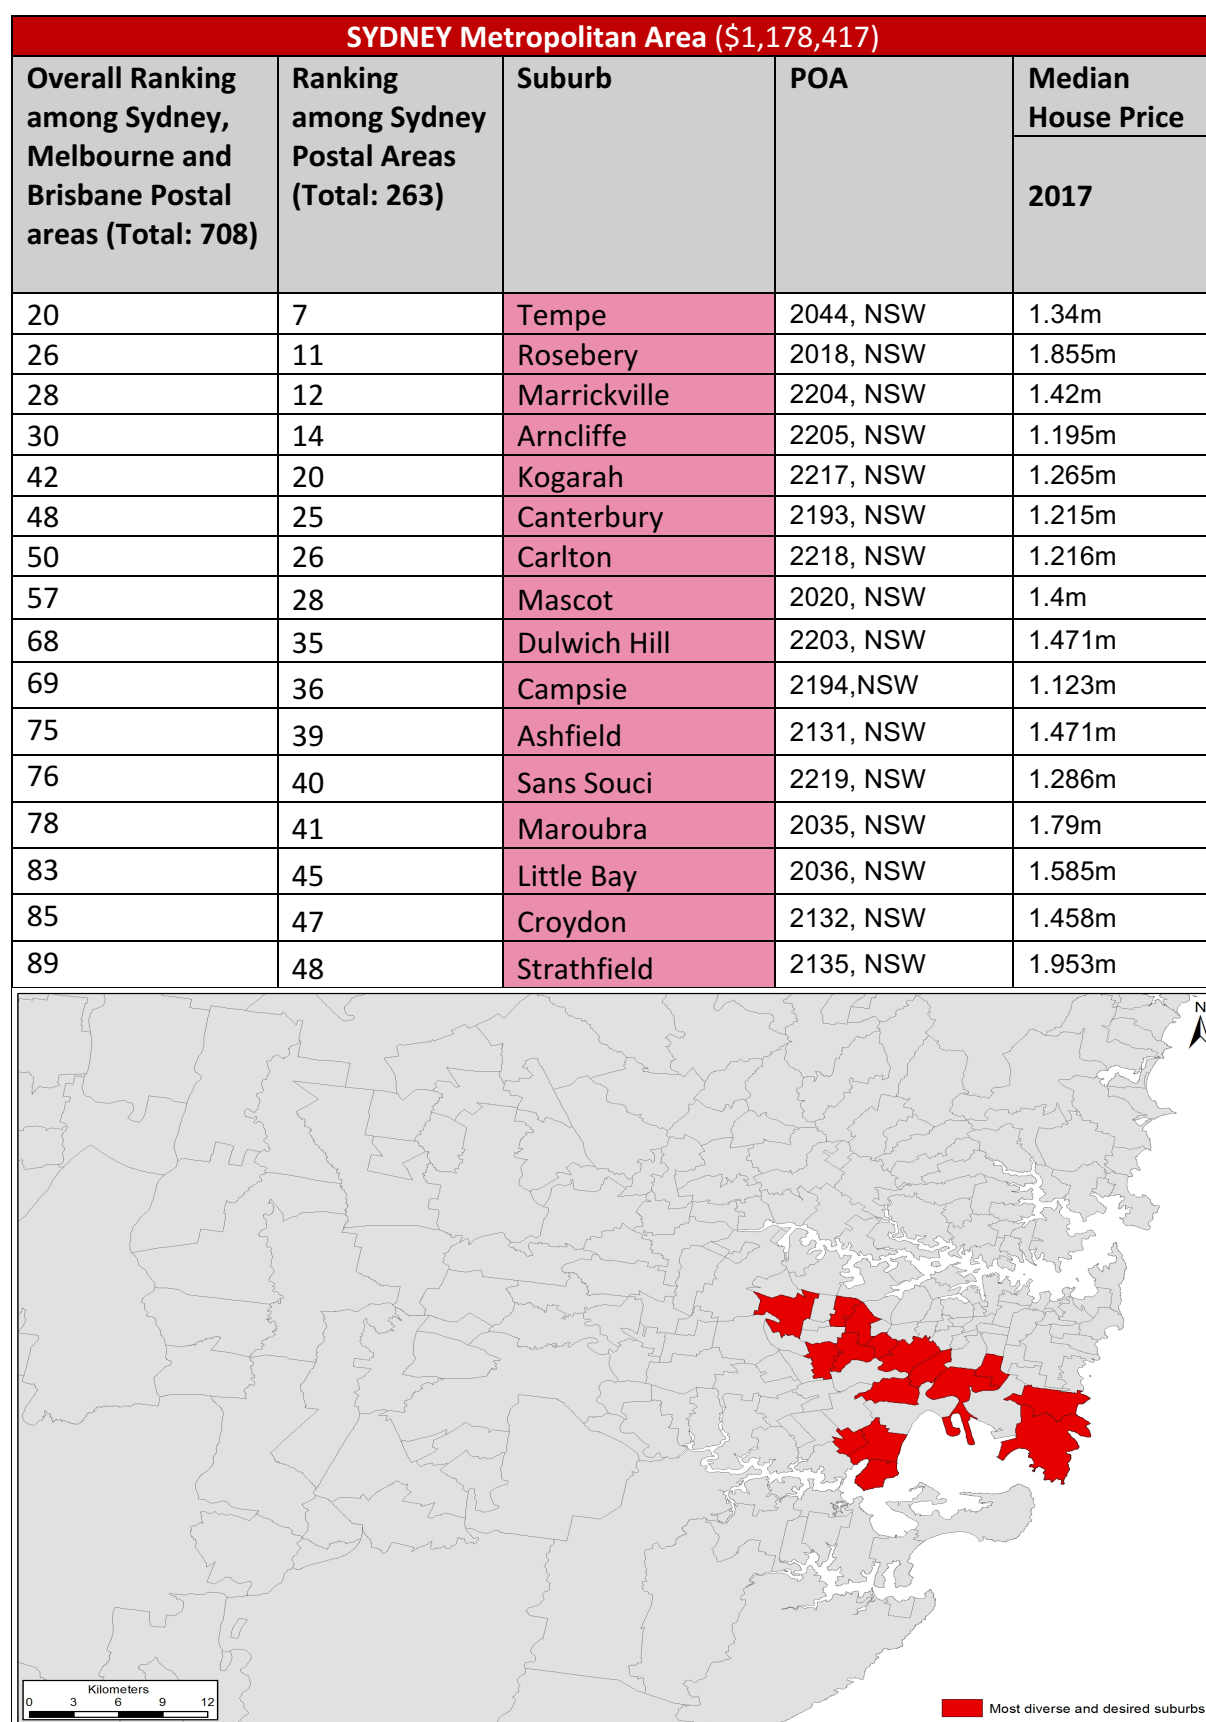 SYDNEY Metropolitan Area ($1,178,417)
Overall Ranking
among Sydney,
Melbourne and
Brisbane Postal
areas (Total: 708)
Ranking
among Sydney
Postal Areas
(Total: 263)
Suburb
POA
Median
House Price
2017
20 7 Tempe 2044, NSW 1.34m
26 11 Rosebery 2018, NSW 1.855m
28 12 Marrickville 2204, NSW 1.42m
30 14 Arncliffe 2205, NSW 1.195m
42 20 Kogarah 2217, NSW 1.265m
48 25 Canterbury 2193, NSW 1.215m
50 26 Carlton 2218, NSW 1.216m
57 28 Mascot 2020, NSW 1.4m
68 35 Dulwich Hill 2203, NSW 1.471m
69 36 Campsie 2194,NSW 1.123m
75 39 Ashfield 2131, NSW 1.471m
76 40 Sans Souci 2219, NSW 1.286m
78 41 Maroubra 2035, NSW 1.79m
83 45 Little Bay 2036, NSW 1.585m
85 47 Croydon 2132, NSW 1.458m
89 48 Strathfield 2135, NSW 1.953m
N
Kilometers
0 3 6 9 12
Most diverse and desired suburbs